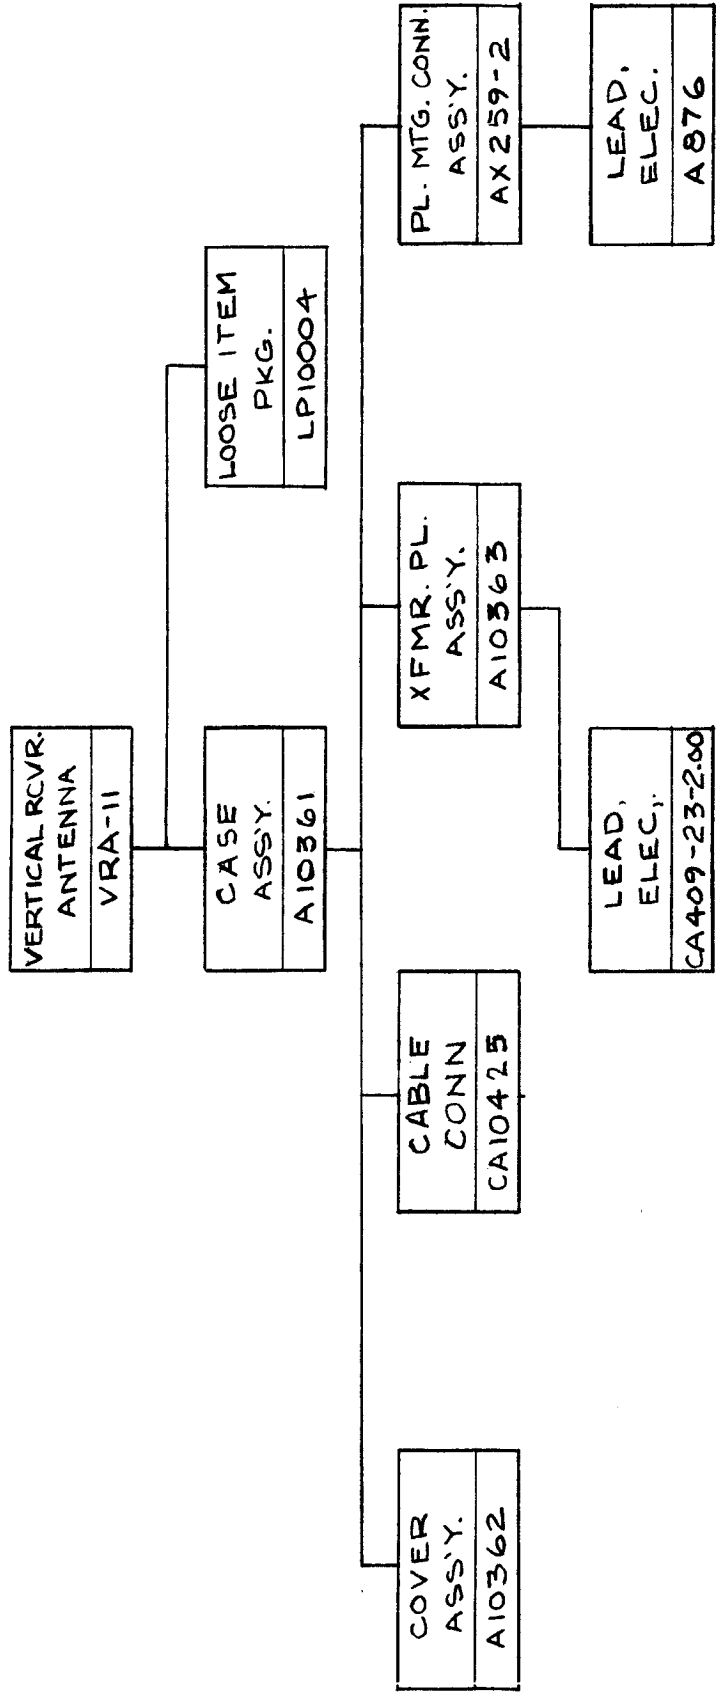 VERTICAL RCVR.
ANTENNA
VRA-11
CASE
ASS'Y.
A10361
LOOSE ITEM
PKG.
LP10004
COVER
ASS'Y.
A10362
CABLE
CONN
CA10425
XFMR. PL.
ASS'Y.
A10363
PL. MTG. CONN.
ASS'Y.
AX259-2
LEAD,
ELEC,.
CA409-23-2.00
LEAD,
ELEC.
A876